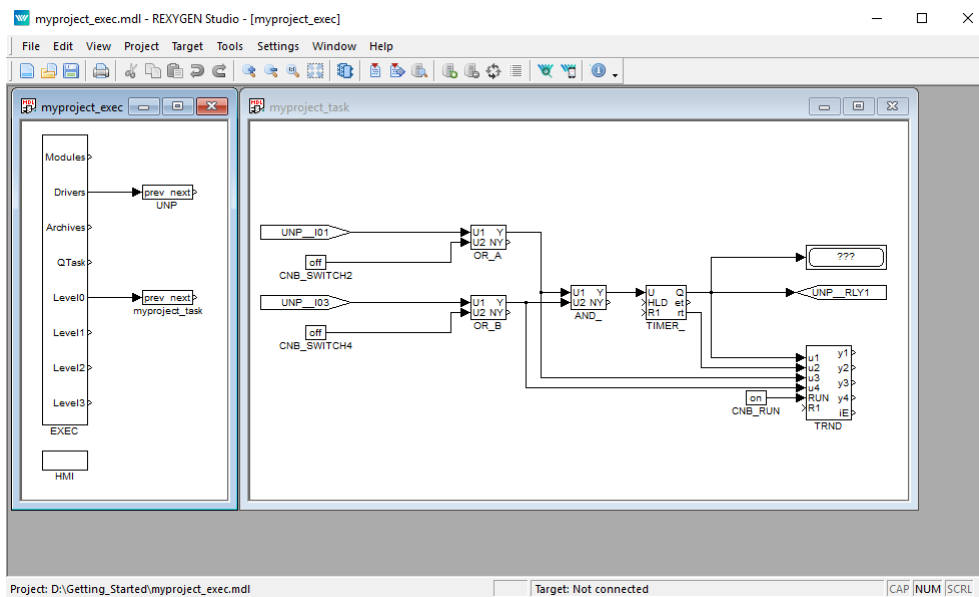 myproject_exec.mdl - REXYGEN Studio - [myproject_exec]
File Edit View Project Target Tools Settings Window Help
myproject_exec
Modules
Drivers
prev next
UNP
Archives
QTask
Level0
prev next
myproject_task
Level1
Level2
Level3
EXEC
HMI
myproject_task
UNP__I01
off
CNB_SWITCH2
U1 Y
U2 NY
OR_A
UNP__I03
off
CNB_SWITCH4
U1 Y
U2 NY
OR_B
U1 Y
U2 NY
AND_
U Q
HLD et
R1 rt
TIMER_
???
UNP__RLY1
on
CNB_RUN
u1 y1
u2 y2
u3 y3
u4 y4
RUN
R1 iE
TRND
Project: D:\Getting_Started\myproject_exec.mdl
Target: Not connected
CAP NUM SCRL